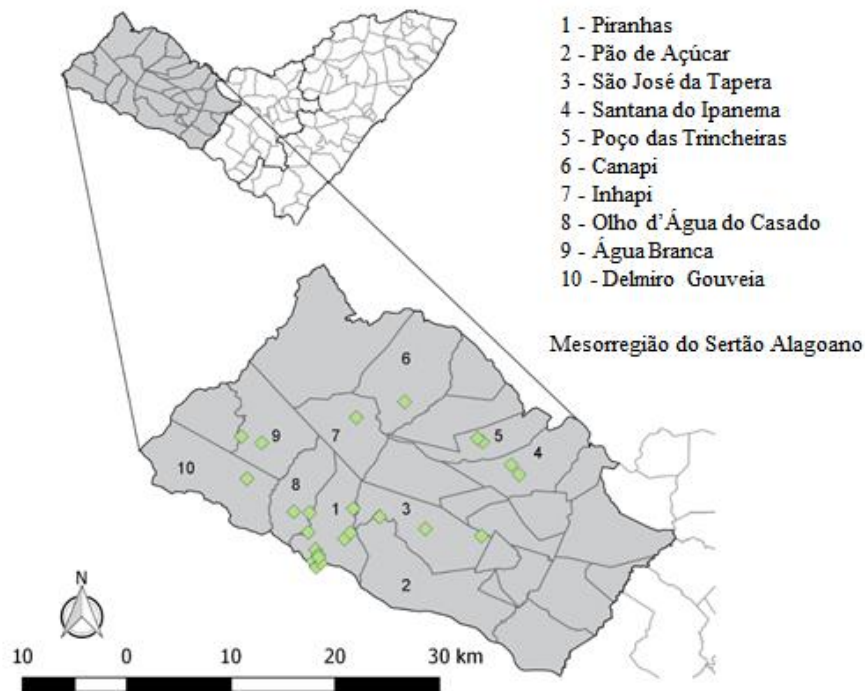 1 - Piranhas
2 - Pão de Açúcar
3 - São José da Tapera
4 - Santana do Ipanema
5 - Poço das Trincheiras
6 - Canapi
7 - Inhapi
8 - Olho d'Água do Casado
9 - Água Branca
10 - Delmiro Gouveia
Mesorregião do Sertão Alagoano
6
5
7
9
4
10
8
1
3
2
N
10 0 10 20 30 km